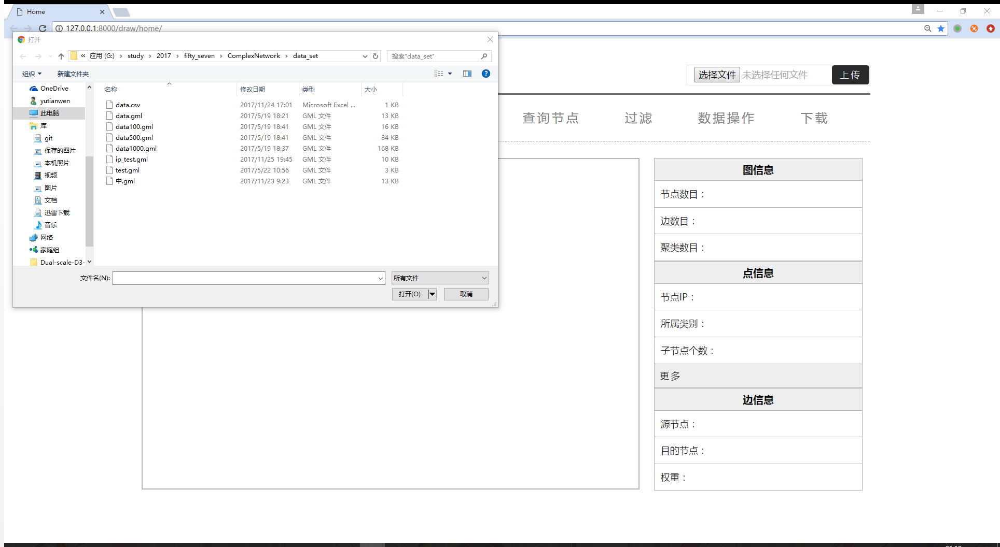 Home
127.0.0.1:8000/draw/home/
打开
« 应用 (G:) › study › 2017 › fifty_seven › ComplexNetwork › data_set
搜索"data_set"
组织 新建文件夹
OneDrive
yutianwen
此电脑
库
git
保存的图片
本机照片
视频
图片
文档
迅雷下载
音乐
网络
家庭组
Dual-scale-D3-
名称 修改日期 类型 大小
data.csv 2017/11/24 17:01 Microsoft Excel ... 1 KB
data.gml 2017/5/19 18:21 GML 文件 13 KB
data100.gml 2017/5/19 18:41 GML 文件 16 KB
data500.gml 2017/5/19 18:41 GML 文件 84 KB
data1000.gml 2017/5/19 18:37 GML 文件 168 KB
ip_test.gml 2017/11/25 19:45 GML 文件 10 KB
test.gml 2017/5/22 10:56 GML 文件 3 KB
中.gml 2017/11/23 9:23 GML 文件 13 KB
文件名(N): 所有文件
打开(O) 取消
选择文件 未选择任何文件 上传
查询节点 过滤 数据操作 下载
图信息
节点数目：
边数目：
聚类数目：
点信息
节点IP：
所属类别：
子节点个数：
更多
边信息
源节点：
目的节点：
权重：